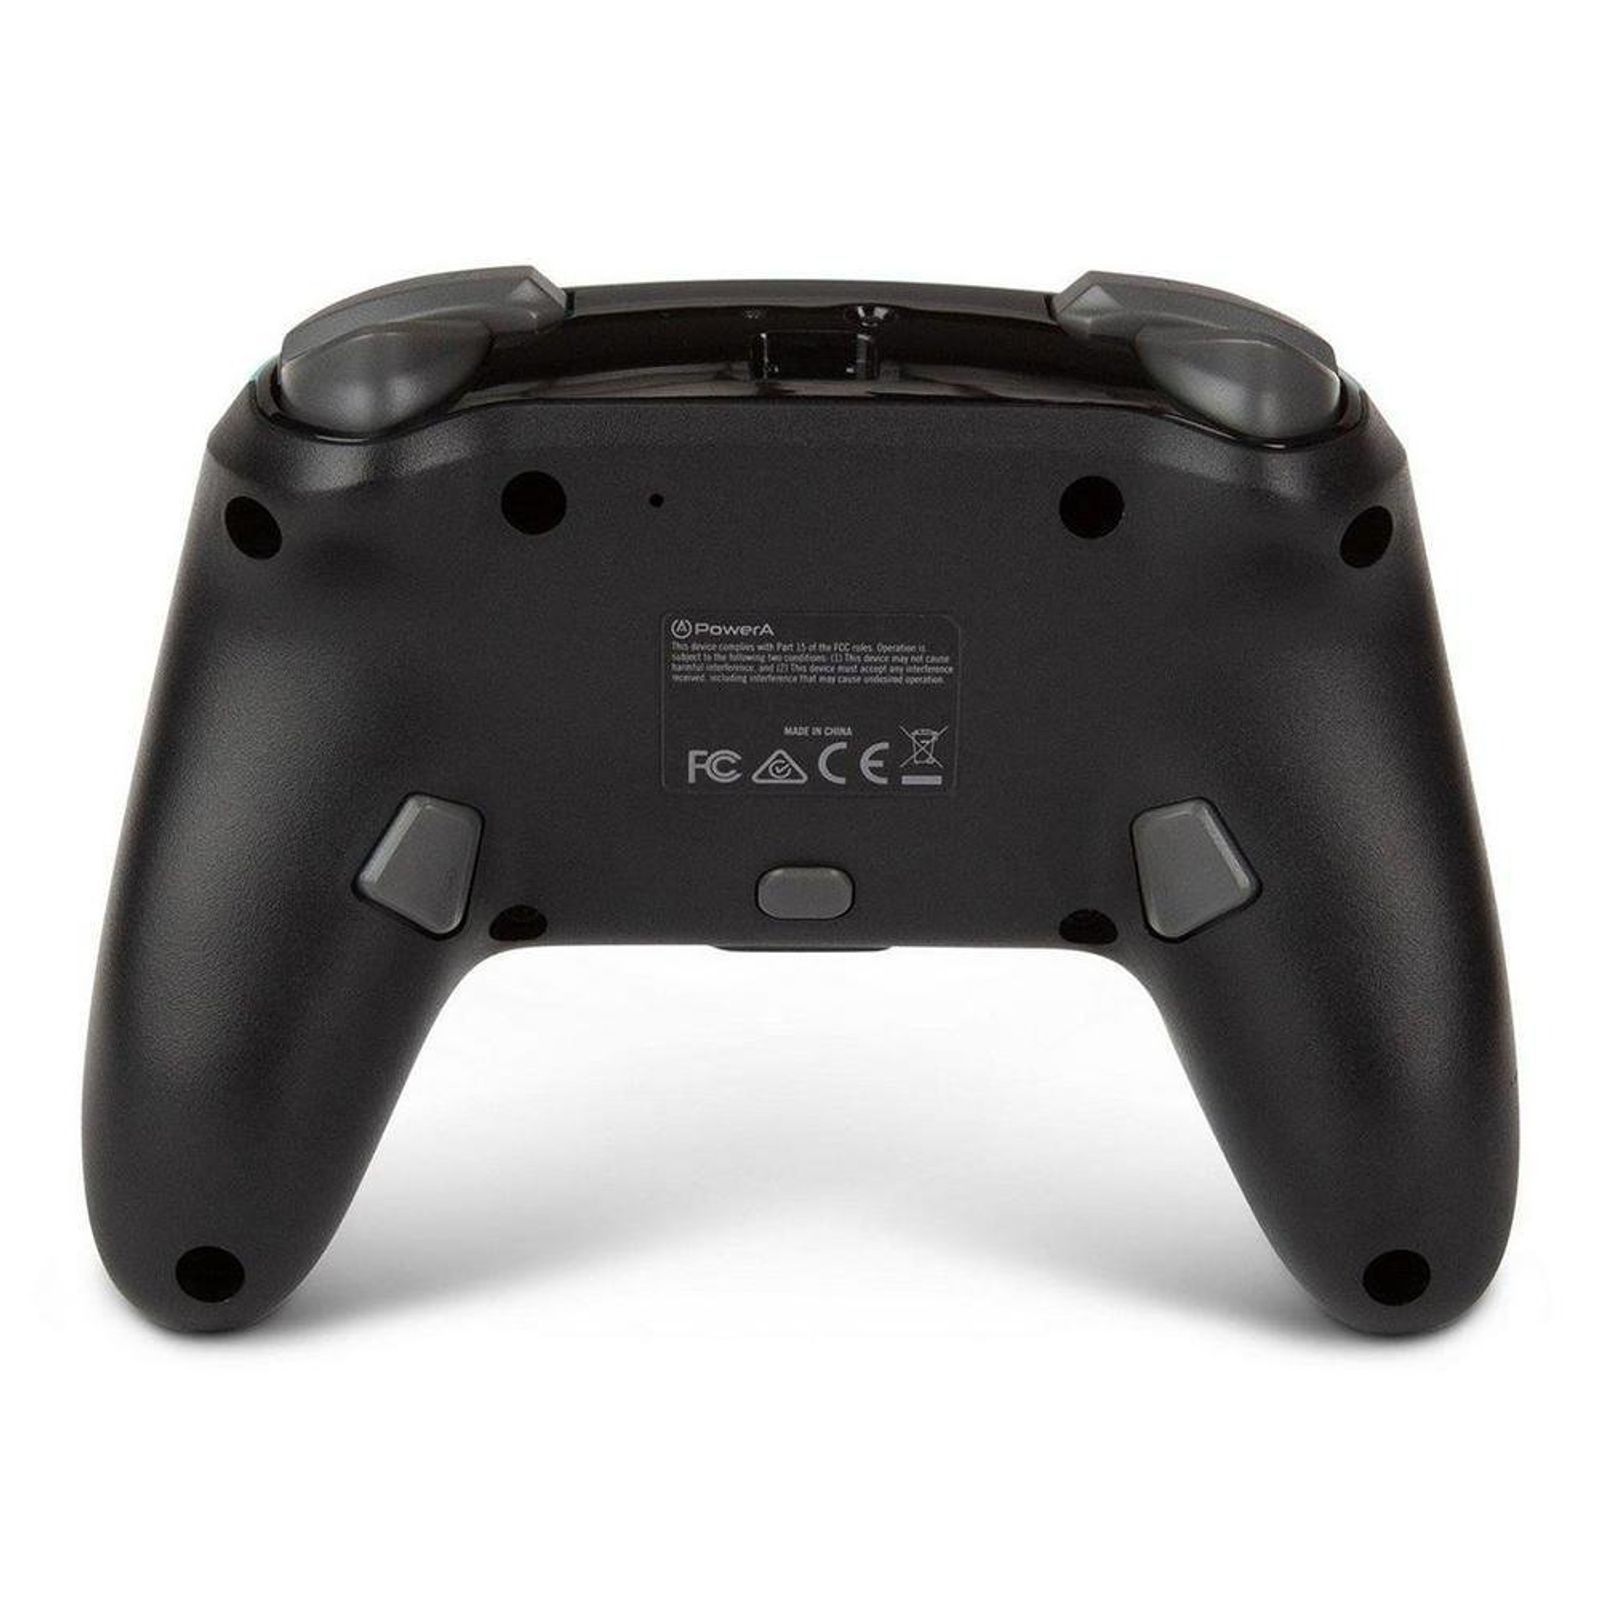 PowerA
This device complies with Part 15 of the FCC rules. Operation is
subject to the following two conditions: (1) This device may not cause
harmful interference, and (2) This device must accept any interference
received, including interference that may cause undesired operation.
MADE IN CHINA
FC CE